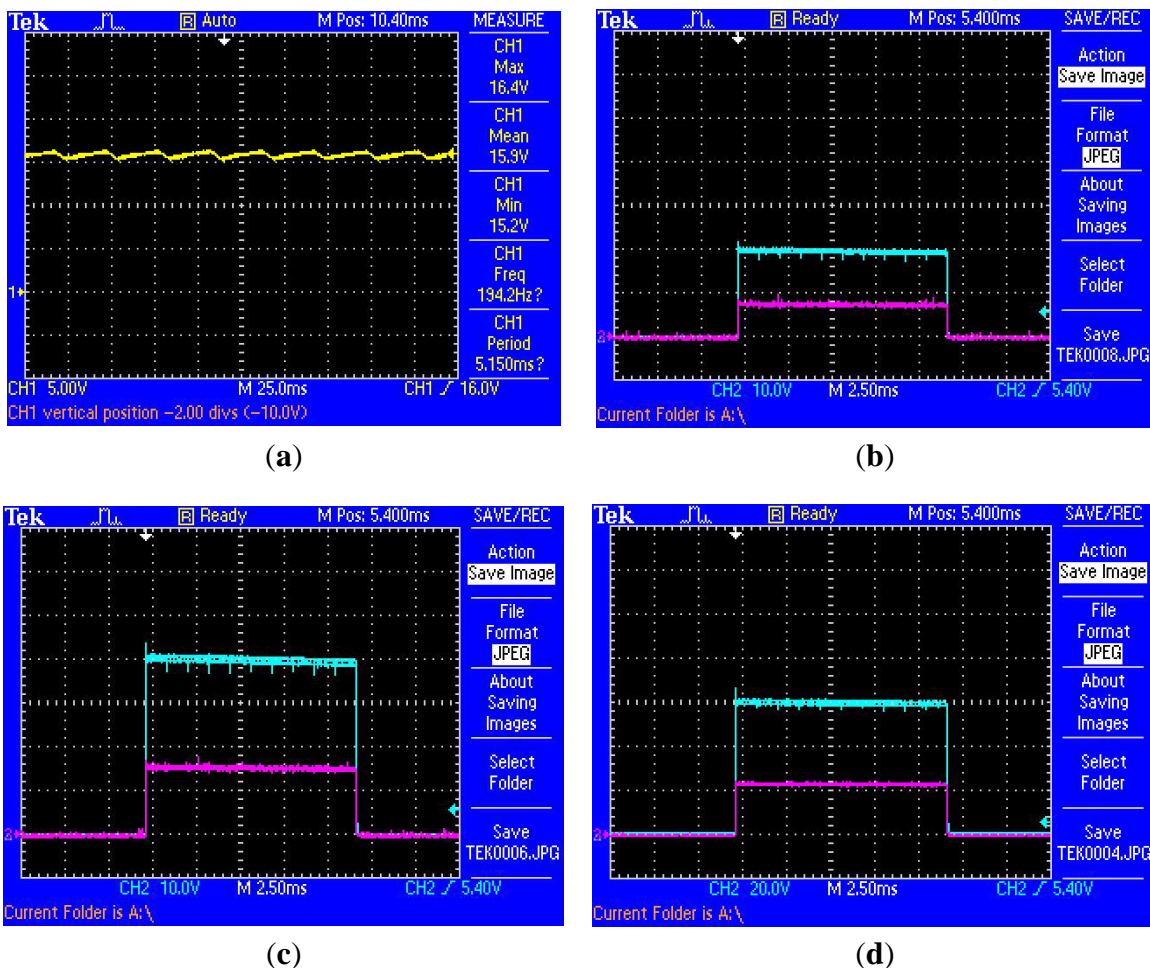 Tek R Auto M Pos: 10.40ms MEASURE
CH1
Max
16.4V
CH1
Mean
15.9V
CH1
Min
15.2V
CH1
Freq
194.2Hz?
CH1
Period
5.150ms?
1
CH1 5.00V M 25.0ms CH1 16.0V
CH1 vertical position -2.00 divs (-10.0V)
(a)
Tek R Ready M Pos: 5.400ms SAVE/REC
Action
Save Image
File
Format
JPEG
About
Saving
Images
Select
Folder
Save
TEK0008.JPG
2
CH2 10.0V M 2.50ms CH2 5.40V
Current Folder is A:\
(b)
Tek R Ready M Pos: 5.400ms SAVE/REC
Action
Save Image
File
Format
JPEG
About
Saving
Images
Select
Folder
Save
TEK0006.JPG
2
CH2 10.0V M 2.50ms CH2 5.40V
Current Folder is A:\
(c)
Tek R Ready M Pos: 5.400ms SAVE/REC
Action
Save Image
File
Format
JPEG
About
Saving
Images
Select
Folder
Save
TEK0004.JPG
2
CH2 20.0V M 2.50ms CH2 5.40V
Current Folder is A:\
(d)